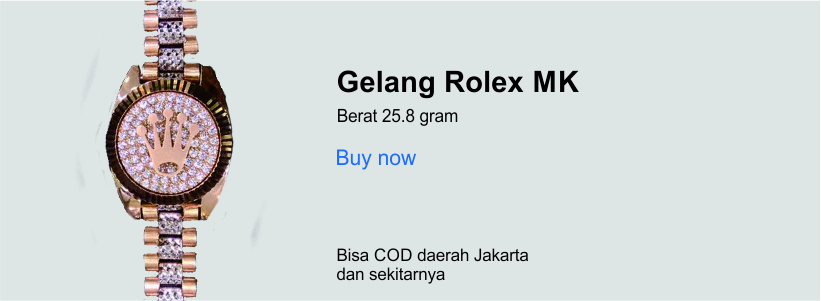 Gelang Rolex MK
Berat 25.8 gram
Buy now
Bisa COD daerah Jakarta
dan sekitarnya